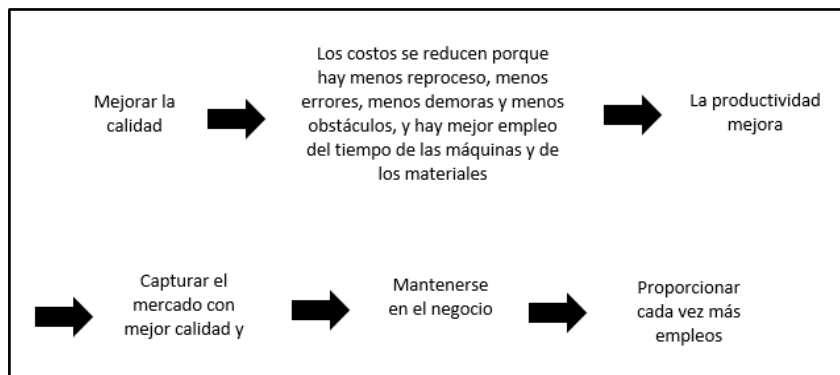 Mejorar la
calidad
Los costos se reducen porque
hay menos reproceso, menos
errores, menos demoras y menos
obstáculos, y hay mejor empleo
del tiempo de las máquinas y de
los materiales
La productividad
mejora
Capturar el
mercado con
mejor calidad y
Mantenerse
en el negocio
Proporcionar
cada vez más
empleos